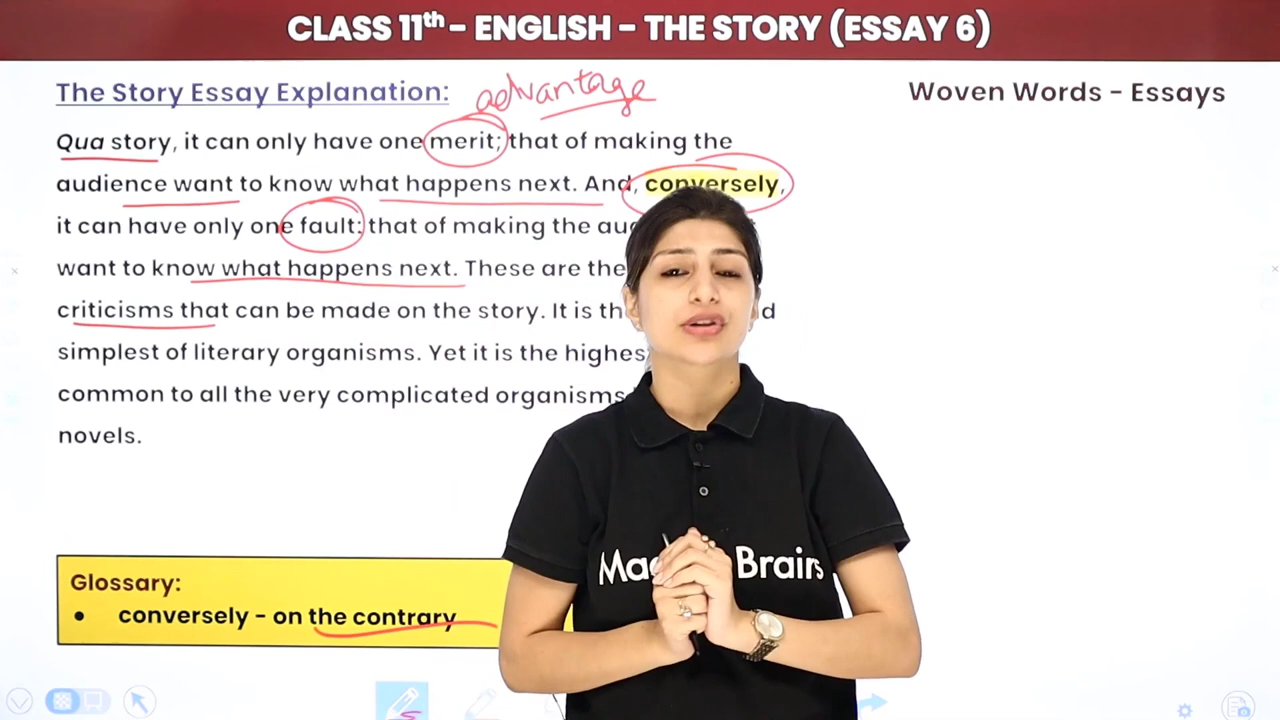 CLASS 11th - ENGLISH - THE STORY (ESSAY 6)
The Story Essay Explanation:
advantage
Woven Words - Essays
Qua story, it can only have one merit; that of making the
audience want to know what happens next. And, conversely,
it can have only one fault: that of making the
want to know what happens next. These are the
criticisms that can be made on the story. It is
simplest of literary organisms. Yet it is the
common to all the very complicated organisms
novels.
Glossary:
• conversely - on the contrary